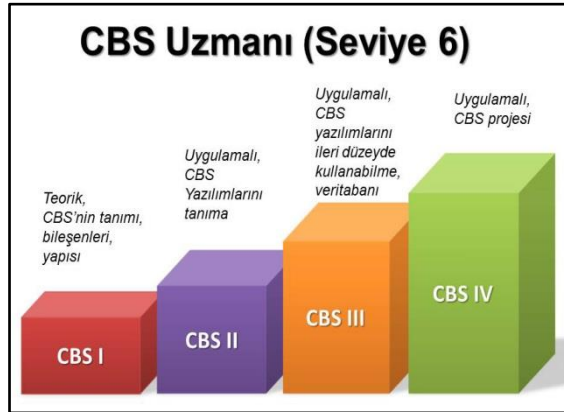 CBS Uzmanı (Seviye 6)
Teorik,
CBS'nin tanımı,
bileşenleri,
yapısı
CBS I
Uygulamalı,
CBS
Yazılımlarını
tanıma
CBS II
Uygulamalı,
CBS
yazılımlarını
ileri düzeyde
kullanabilme,
veritabanı
CBS III
Uygulamalı,
CBS projesi
CBS IV